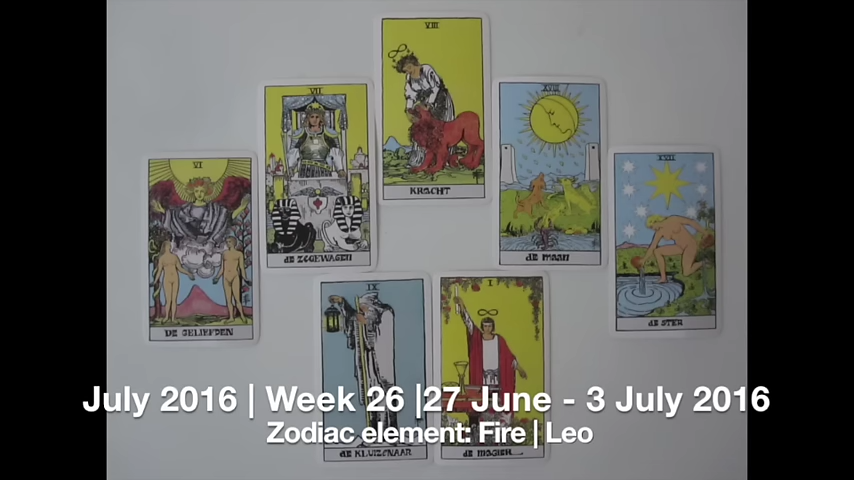 VIII
KRACHT
VII
DE ZEGEWAGEN
XVIII
DE MAAN
VI
DE GELIEFDEN
XVII
DE STER
IX
DE KLUIZENAAR
I
DE MAGIËR
July 2016 | Week 26 |27 June - 3 July 2016
Zodiac element: Fire | Leo